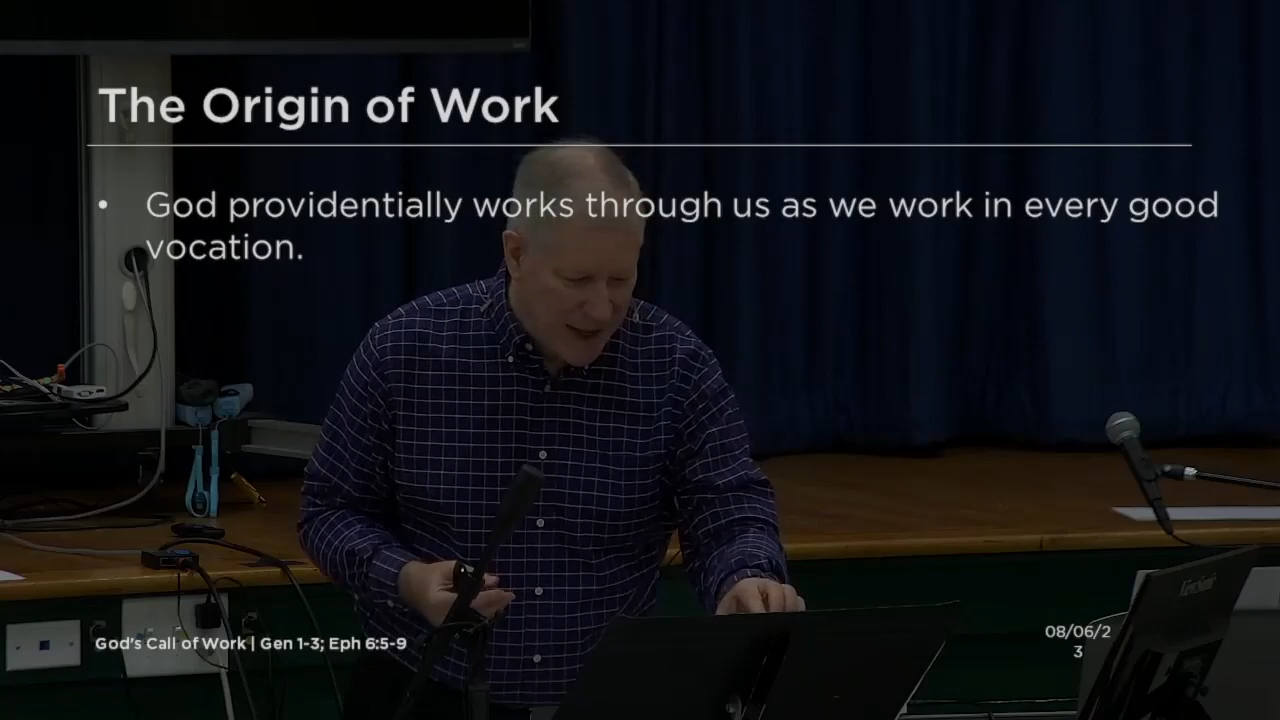 The Origin of Work
• God providentially works through us as we work in every good
vocation.
God's Call of Work | Gen 1-3; Eph 6:5-9
08/06/2
3